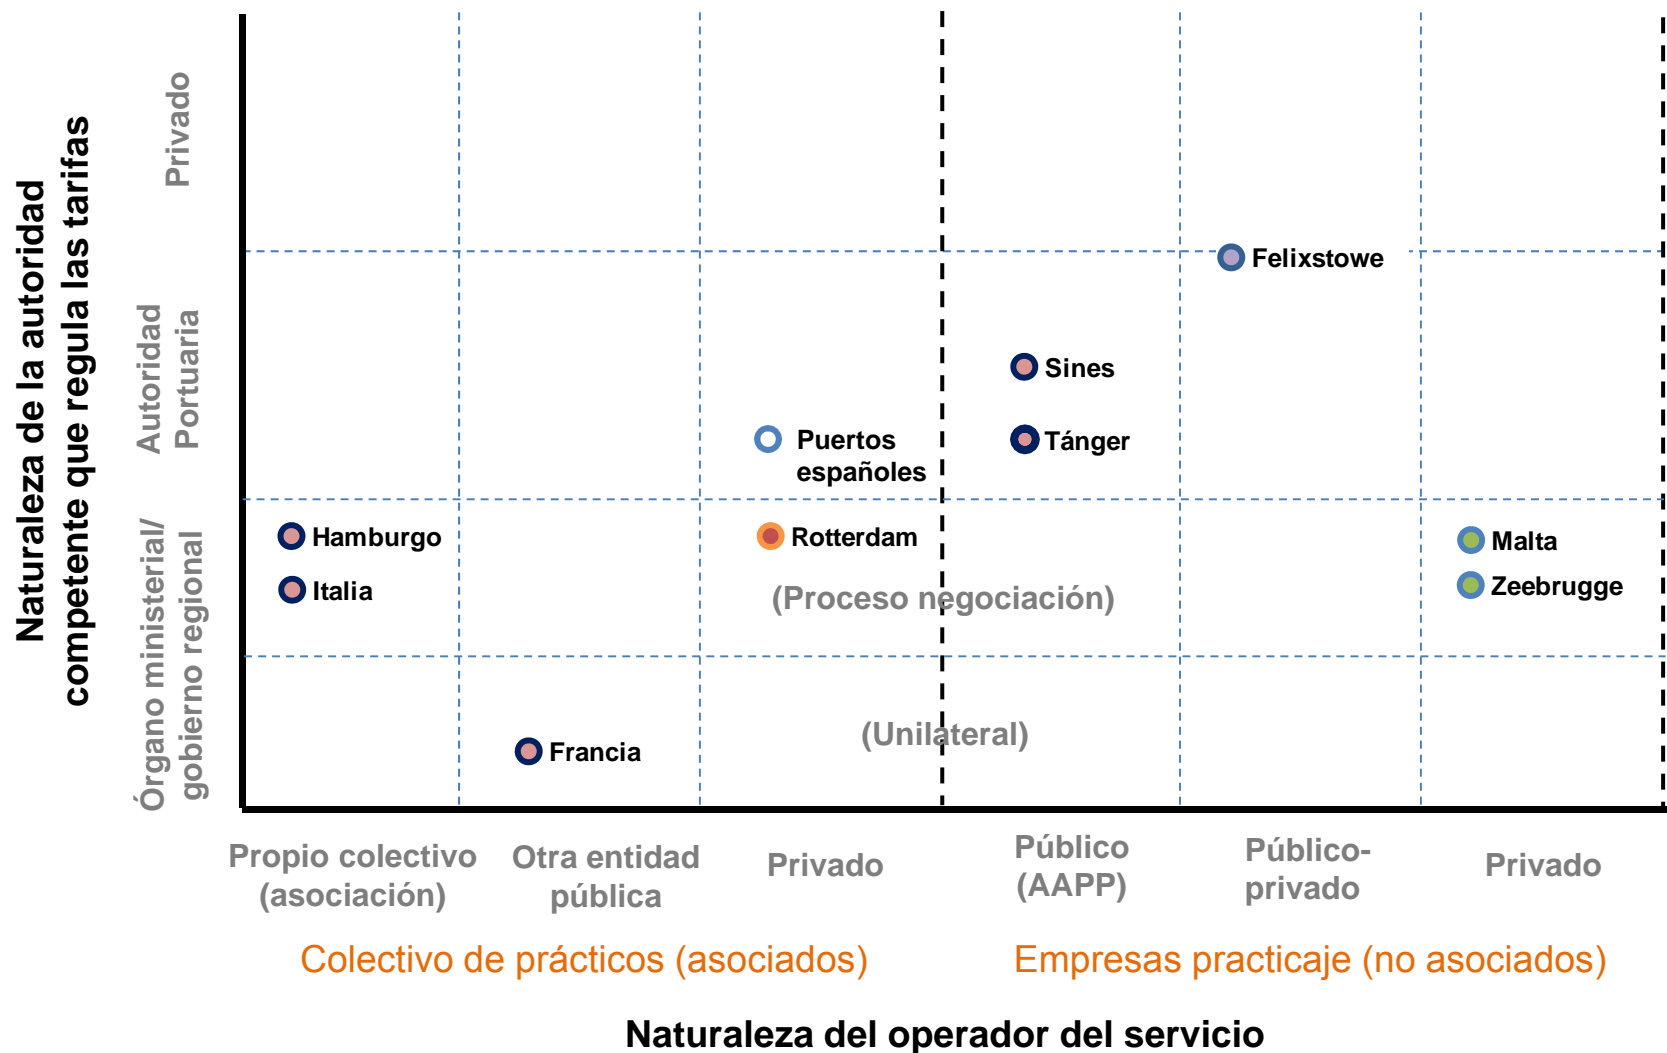 Naturaleza de la autoridad
competente que regula las tarifas
Privado
Autoridad
Portuaria
Órgano ministerial/
gobierno regional
Felixstowe
Sines
Puertos
españoles
Tánger
Hamburgo
Rotterdam
Malta
Italia
Zeebrugge
(Proceso negociación)
(Unilateral)
Francia
Propio colectivo
(asociación)
Otra entidad
pública
Privado
Público
(AAPP)
Público-
privado
Privado
Colectivo de prácticos (asociados)
Empresas practicaje (no asociados)
Naturaleza del operador del servicio